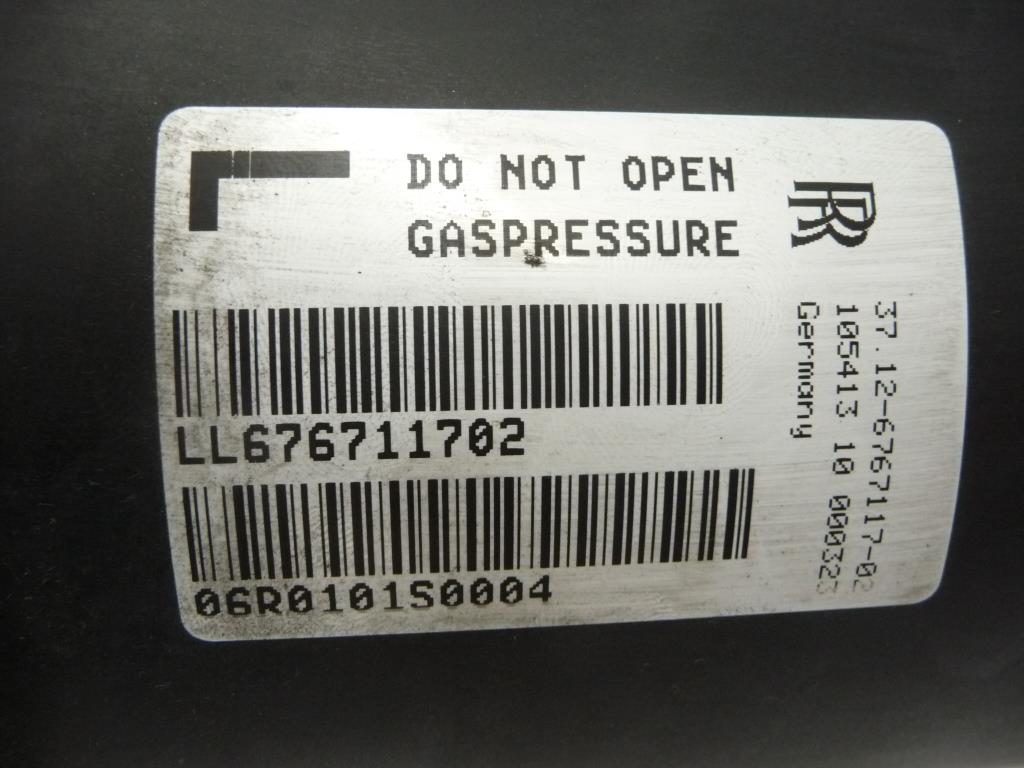 L
DO NOT OPEN
GASPRESSURE
LL676711702
06R0101S0004
RR
37.12-6767117-02
105413 10 000323
Germany